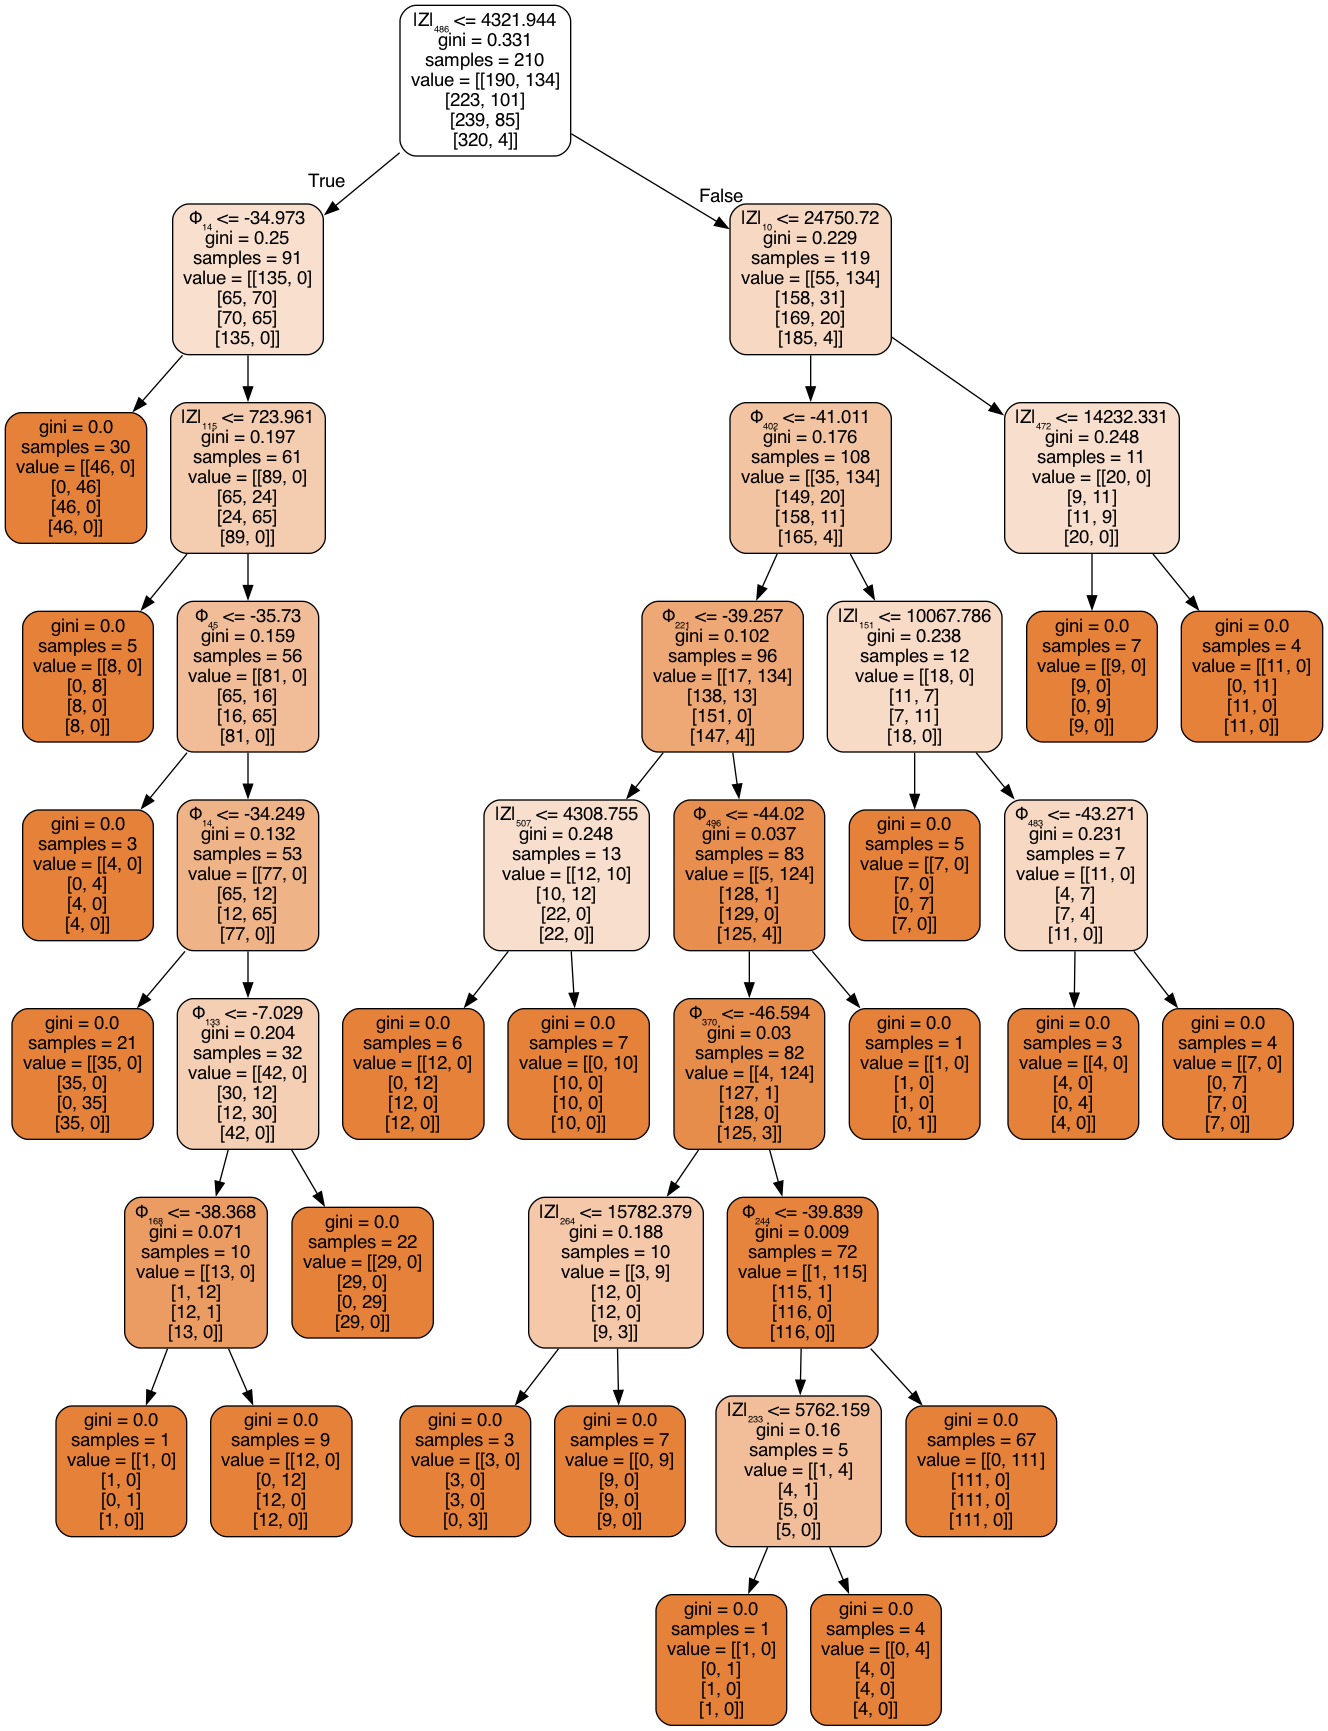 |Z|₄₈₆ <= 4321.944
gini = 0.331
samples = 210
value = [[190, 134]
[223, 101]
[239, 85]
[320, 4]]
True
False
Φ₁₄ <= -34.973
gini = 0.25
samples = 91
value = [[135, 0]
[65, 70]
[70, 65]
[135, 0]]
|Z|₁₀ <= 24750.72
gini = 0.229
samples = 119
value = [[55, 134]
[158, 31]
[169, 20]
[185, 4]]
gini = 0.0
samples = 30
value = [[46, 0]
[0, 46]
[46, 0]
[46, 0]]
|Z|₁₁₅ <= 723.961
gini = 0.197
samples = 61
value = [[89, 0]
[65, 24]
[24, 65]
[89, 0]]
Φ₄₀₂ <= -41.011
gini = 0.176
samples = 108
value = [[35, 134]
[149, 20]
[158, 11]
[165, 4]]
|Z|₄₇₂ <= 14232.331
gini = 0.248
samples = 11
value = [[20, 0]
[9, 11]
[11, 9]
[20, 0]]
gini = 0.0
samples = 5
value = [[8, 0]
[0, 8]
[8, 0]
[8, 0]]
Φ₄₅ <= -35.73
gini = 0.159
samples = 56
value = [[81, 0]
[65, 16]
[16, 65]
[81, 0]]
Φ₂₂₁ <= -39.257
gini = 0.102
samples = 96
value = [[17, 134]
[138, 13]
[151, 0]
[147, 4]]
|Z|₁₅₁ <= 10067.786
gini = 0.238
samples = 12
value = [[18, 0]
[11, 7]
[7, 11]
[18, 0]]
gini = 0.0
samples = 7
value = [[9, 0]
[9, 0]
[0, 9]
[9, 0]]
gini = 0.0
samples = 4
value = [[11, 0]
[0, 11]
[11, 0]
[11, 0]]
gini = 0.0
samples = 3
value = [[4, 0]
[0, 4]
[4, 0]
[4, 0]]
Φ₁₄ <= -34.249
gini = 0.132
samples = 53
value = [[77, 0]
[65, 12]
[12, 65]
[77, 0]]
|Z|₅₀₇ <= 4308.755
gini = 0.248
samples = 13
value = [[12, 10]
[10, 12]
[22, 0]
[22, 0]]
Φ₄₉₆ <= -44.02
gini = 0.037
samples = 83
value = [[5, 124]
[128, 1]
[129, 0]
[125, 4]]
gini = 0.0
samples = 5
value = [[7, 0]
[7, 0]
[0, 7]
[7, 0]]
Φ₄₈₃ <= -43.271
gini = 0.231
samples = 7
value = [[11, 0]
[4, 7]
[7, 4]
[11, 0]]
gini = 0.0
samples = 21
value = [[35, 0]
[35, 0]
[0, 35]
[35, 0]]
Φ₁₃₃ <= -7.029
gini = 0.204
samples = 32
value = [[42, 0]
[30, 12]
[12, 30]
[42, 0]]
gini = 0.0
samples = 6
value = [[12, 0]
[0, 12]
[12, 0]
[12, 0]]
gini = 0.0
samples = 7
value = [[0, 10]
[10, 0]
[10, 0]
[10, 0]]
Φ₃₇₀ <= -46.594
gini = 0.03
samples = 82
value = [[4, 124]
[127, 1]
[128, 0]
[125, 3]]
gini = 0.0
samples = 1
value = [[1, 0]
[1, 0]
[1, 0]
[0, 1]]
gini = 0.0
samples = 3
value = [[4, 0]
[4, 0]
[0, 4]
[4, 0]]
gini = 0.0
samples = 4
value = [[7, 0]
[0, 7]
[7, 0]
[7, 0]]
Φ₁₆₈ <= -38.368
gini = 0.071
samples = 10
value = [[13, 0]
[1, 12]
[12, 1]
[13, 0]]
gini = 0.0
samples = 22
value = [[29, 0]
[29, 0]
[0, 29]
[29, 0]]
|Z|₂₆₄ <= 15782.379
gini = 0.188
samples = 10
value = [[3, 9]
[12, 0]
[12, 0]
[9, 3]]
Φ₂₄₄ <= -39.839
gini = 0.009
samples = 72
value = [[1, 115]
[115, 1]
[116, 0]
[116, 0]]
gini = 0.0
samples = 1
value = [[1, 0]
[1, 0]
[0, 1]
[1, 0]]
gini = 0.0
samples = 9
value = [[12, 0]
[0, 12]
[12, 0]
[12, 0]]
gini = 0.0
samples = 3
value = [[3, 0]
[3, 0]
[3, 0]
[0, 3]]
gini = 0.0
samples = 7
value = [[0, 9]
[9, 0]
[9, 0]
[9, 0]]
|Z|₂₃₃ <= 5762.159
gini = 0.16
samples = 5
value = [[1, 4]
[4, 1]
[5, 0]
[5, 0]]
gini = 0.0
samples = 67
value = [[0, 111]
[111, 0]
[111, 0]
[111, 0]]
gini = 0.0
samples = 1
value = [[1, 0]
[0, 1]
[1, 0]
[1, 0]]
gini = 0.0
samples = 4
value = [[0, 4]
[4, 0]
[4, 0]
[4, 0]]